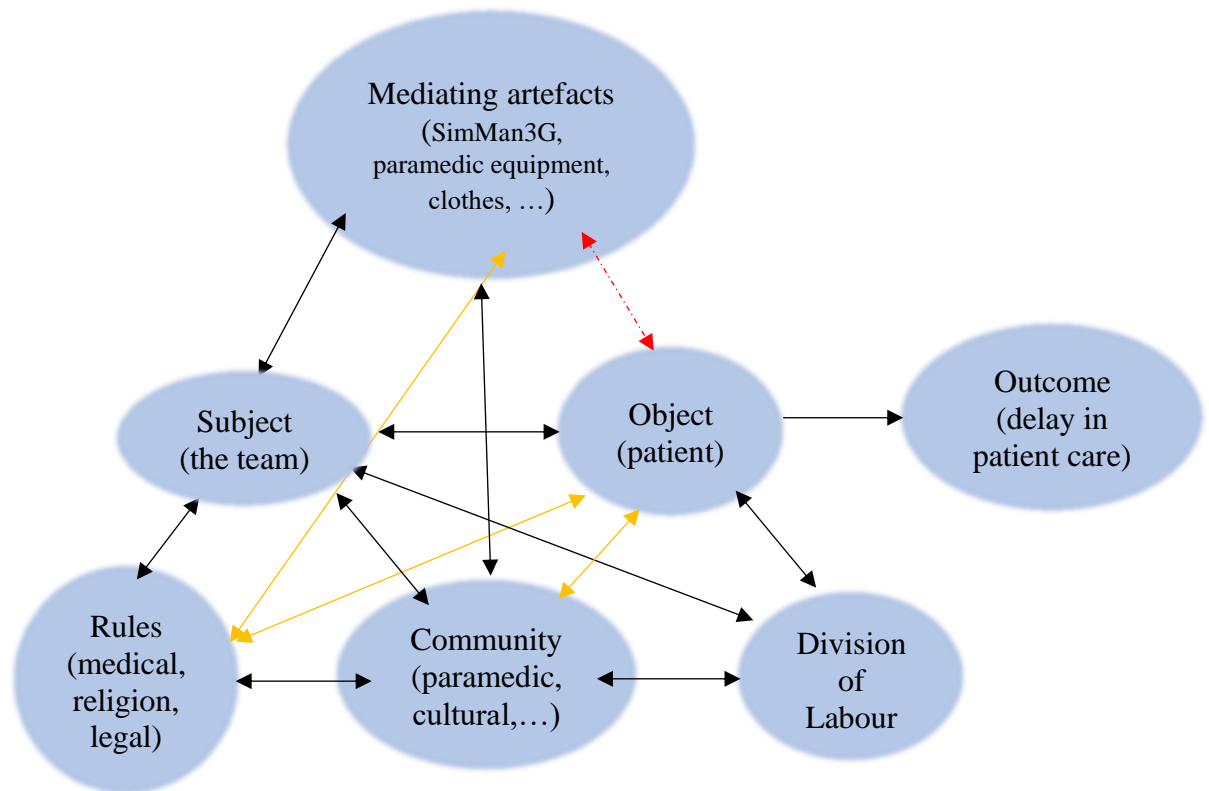 Mediating artefacts
(SimMan3G,
paramedic equipment,
clothes, …)
Subject
(the team)
Object
(patient)
Outcome
(delay in
patient care)
Rules
(medical,
religion,
legal)
Community
(paramedic,
cultural,…)
Division
of
Labour